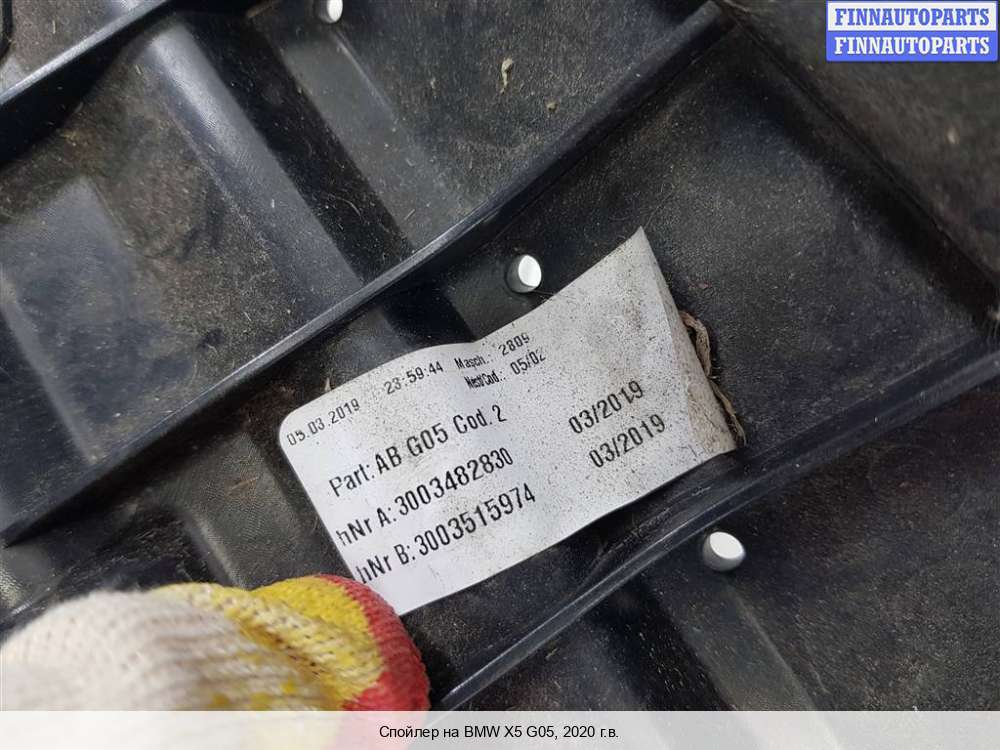 FINNAUTOPARTS
FINNAUTOPARTS
05.03.2019 / 23:59:44 Masch.: 2809
Nest/Cod.: 05/02
Part: AB G05 Cod. 2
hNr A: 3003482830 03/2019
hNr B: 3003515974 03/2019
Спойлер на BMW X5 G05, 2020 г.в.